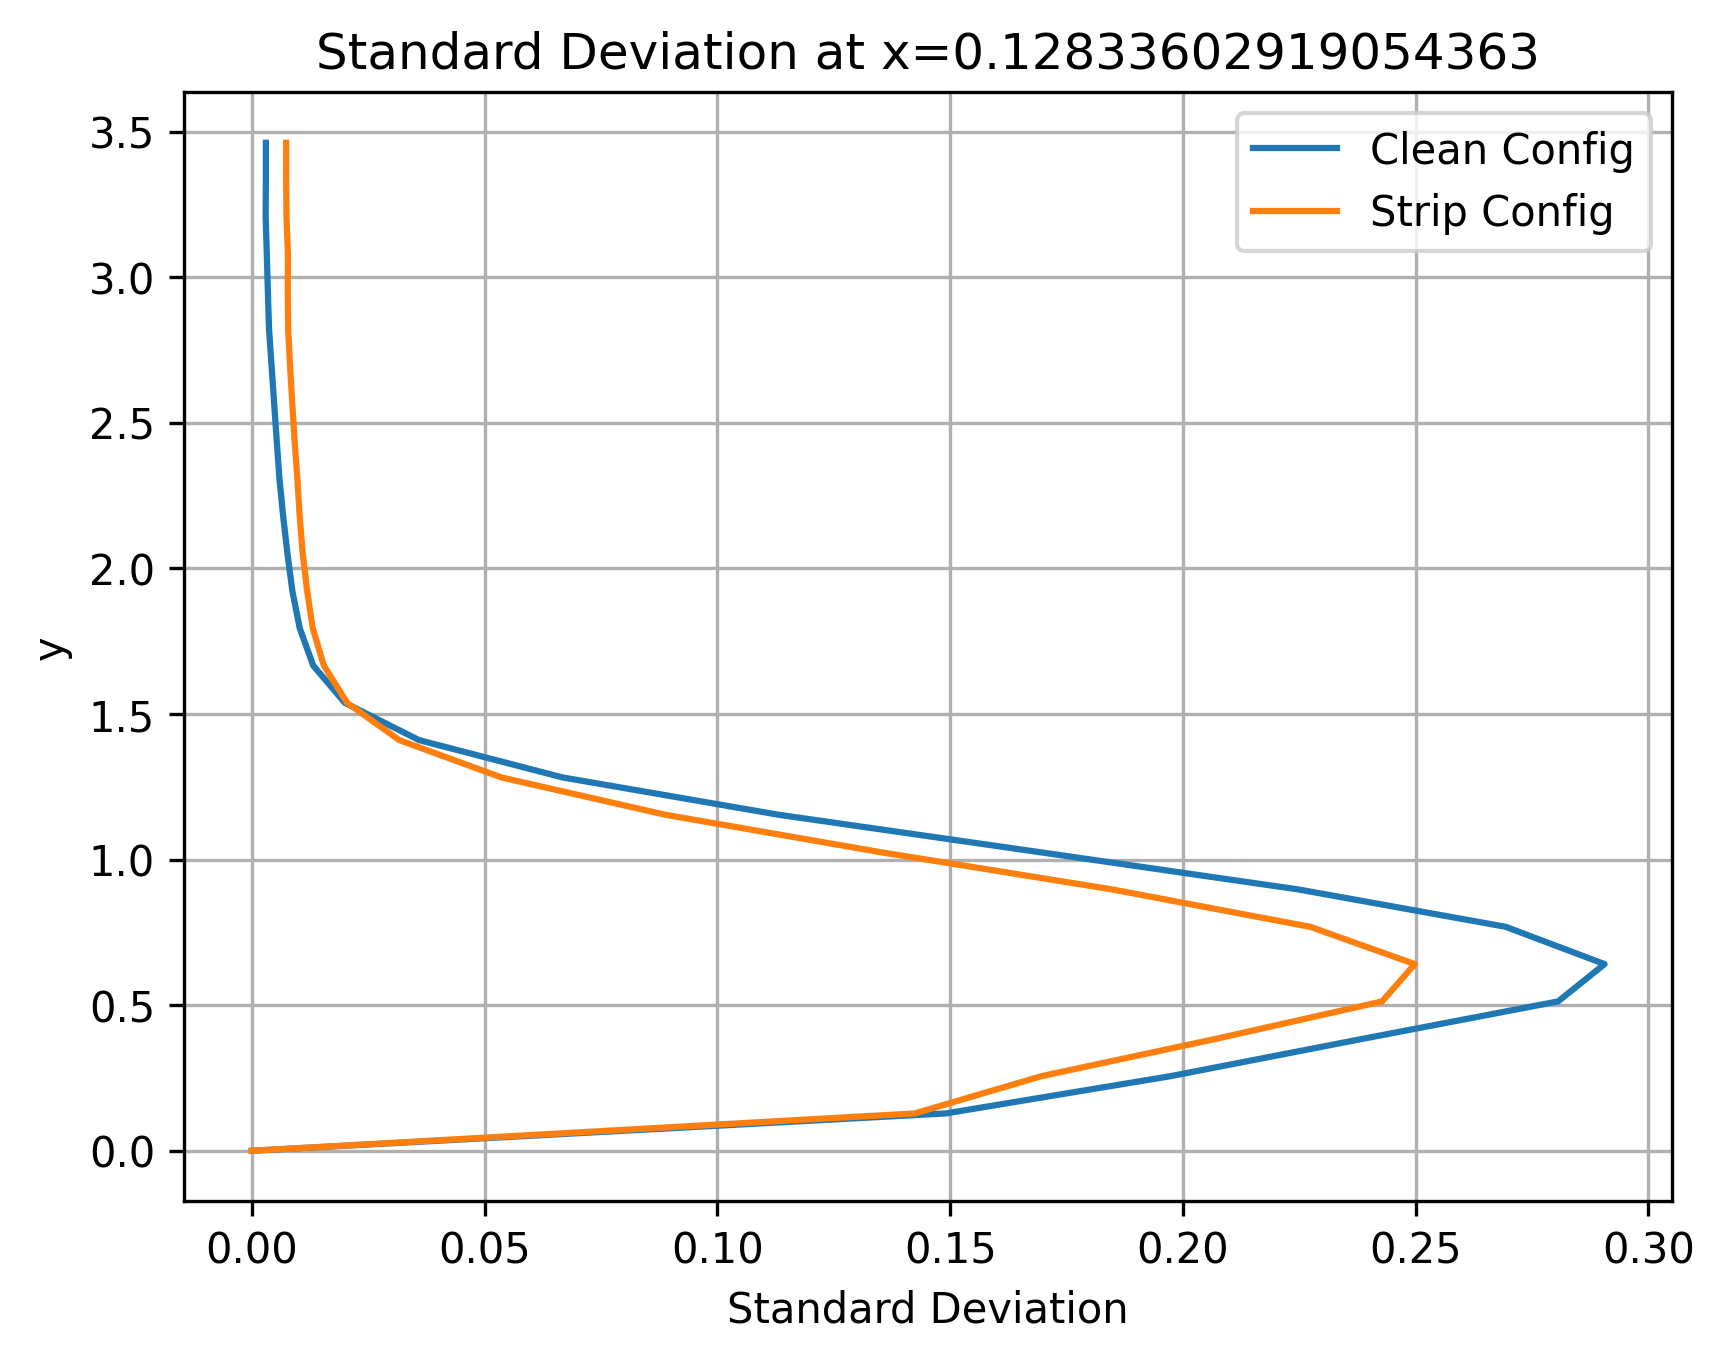 Standard Deviation at x=0.12833602919054363
Clean Config
Strip Config
3.5
3.0
2.5
2.0
1.5
1.0
0.5
0.0
y
0.00 0.05 0.10 0.15 0.20 0.25 0.30
Standard Deviation